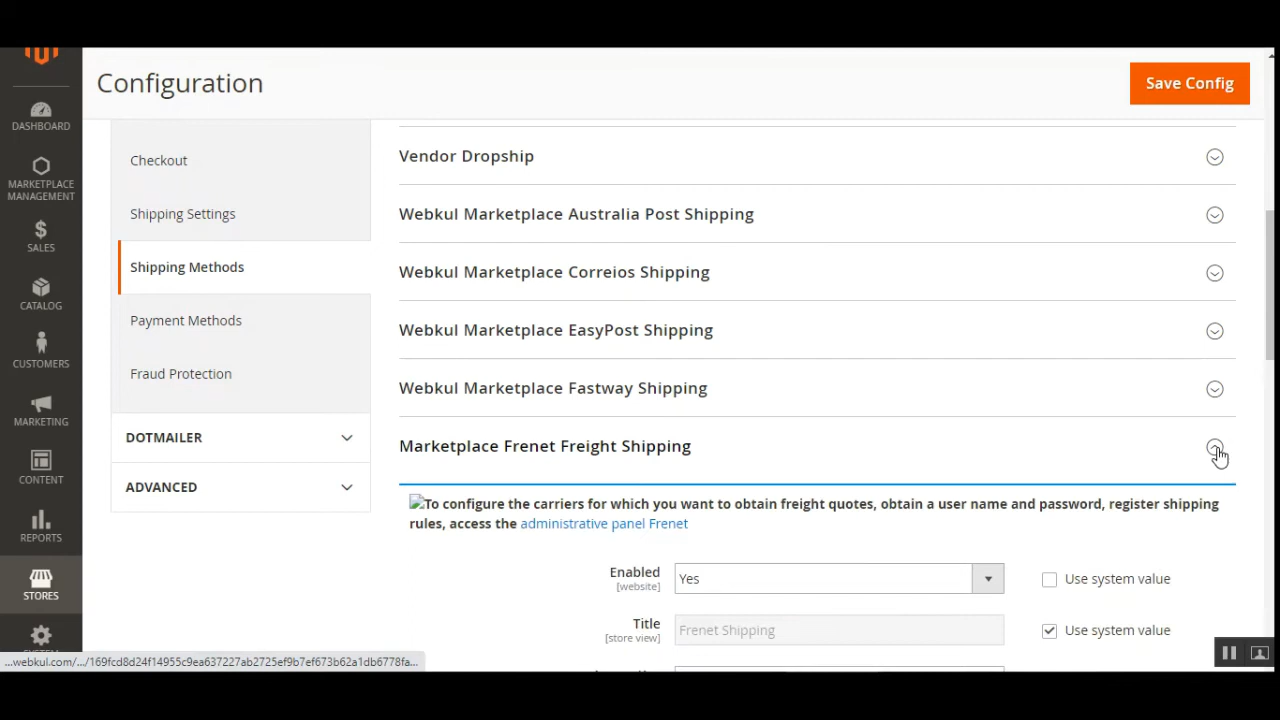 Configuration
Save Config
DASHBOARD
MARKETPLACE
MANAGEMENT
SALES
CATALOG
CUSTOMERS
MARKETING
CONTENT
REPORTS
STORES
Checkout
Shipping Settings
Shipping Methods
Payment Methods
Fraud Protection
DOTMAILER
ADVANCED
Vendor Dropship
Webkul Marketplace Australia Post Shipping
Webkul Marketplace Correios Shipping
Webkul Marketplace EasyPost Shipping
Webkul Marketplace Fastway Shipping
Marketplace Frenet Freight Shipping
To configure the carriers for which you want to obtain freight quotes, obtain a user name and password, register shipping
rules, access the administrative panel Frenet
Enabled
[website]
Yes
Use system value
Title
[store view]
Frenet Shipping
Use system value
...webkul.com/.../169fcd8d24f14955c9ea637227ab2725ef9b7ef673b62a1db6778fa...